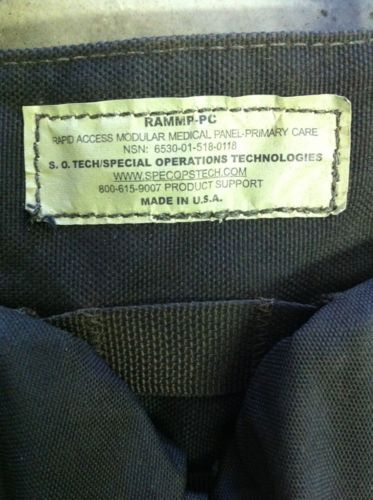 RAMMP-PC
RAPID ACCESS MODULAR MEDICAL PANEL-PRIMARY CARE
NSN: 6530-01-518-0118
S. O. TECH/SPECIAL OPERATIONS TECHNOLOGIES
WWW.SPECOPSTECH.COM
800-615-9007 PRODUCT SUPPORT
MADE IN U.S.A.